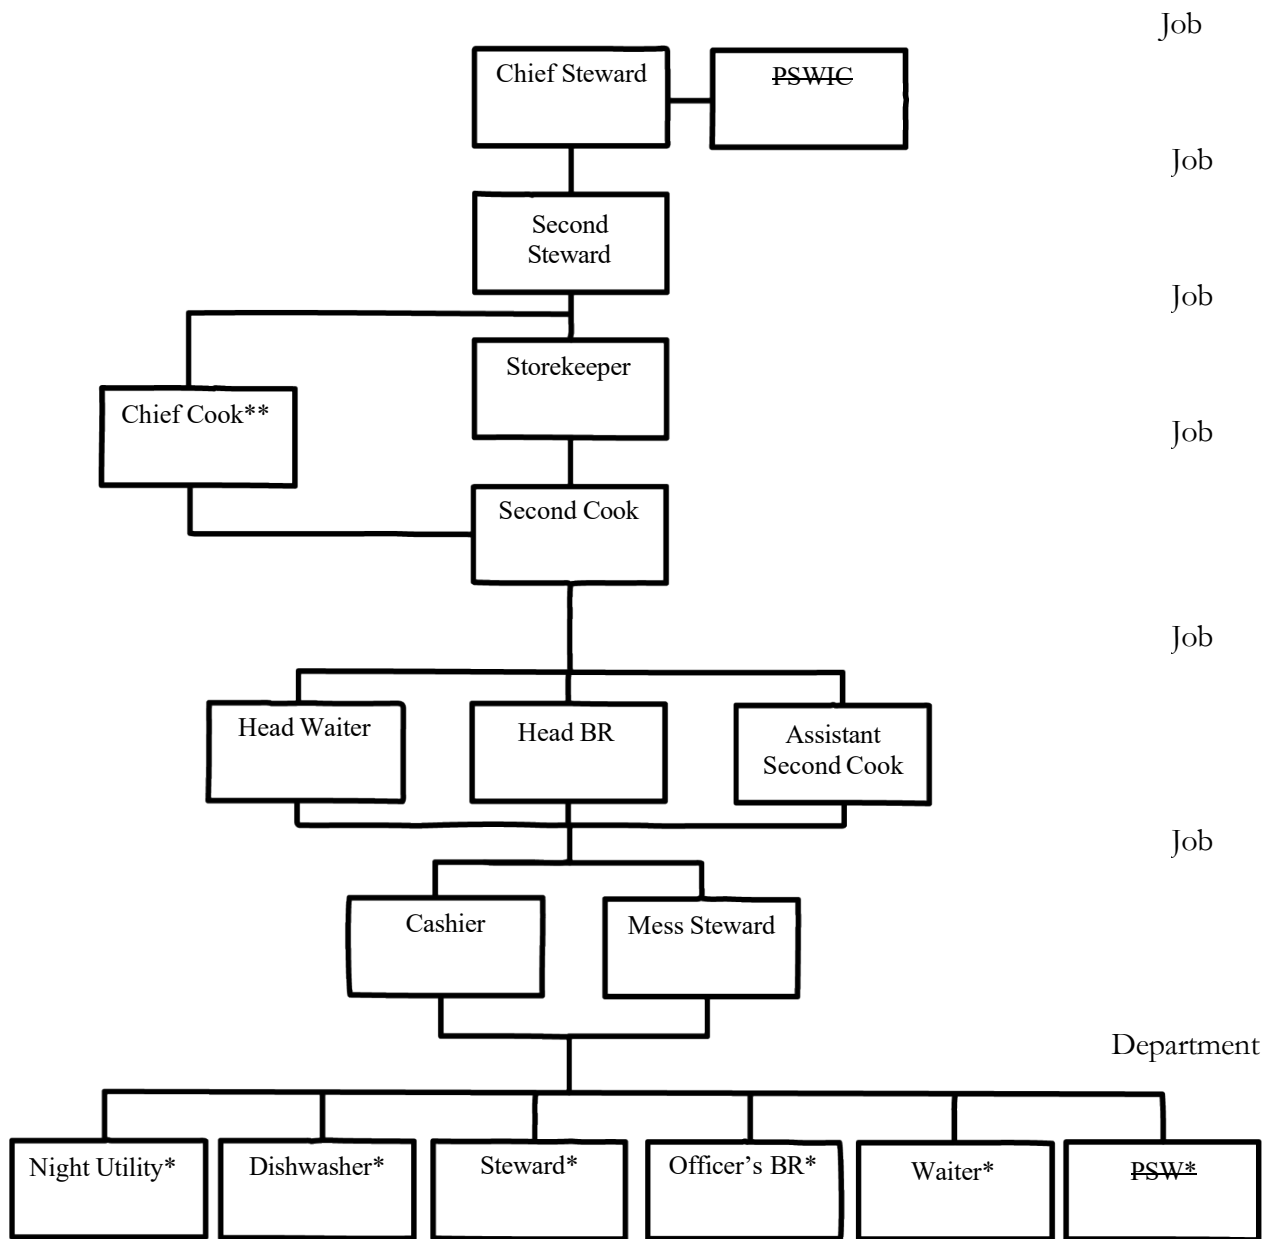 Job
Chief Steward
PSWIC
Job
Second
Steward
Job
Storekeeper
Chief Cook**
Job
Second Cook
Job
Head Waiter
Head BR
Assistant
Second Cook
Job
Cashier
Mess Steward
Department
Night Utility*
Dishwasher*
Steward*
Officer’s BR*
Waiter*
PSW*